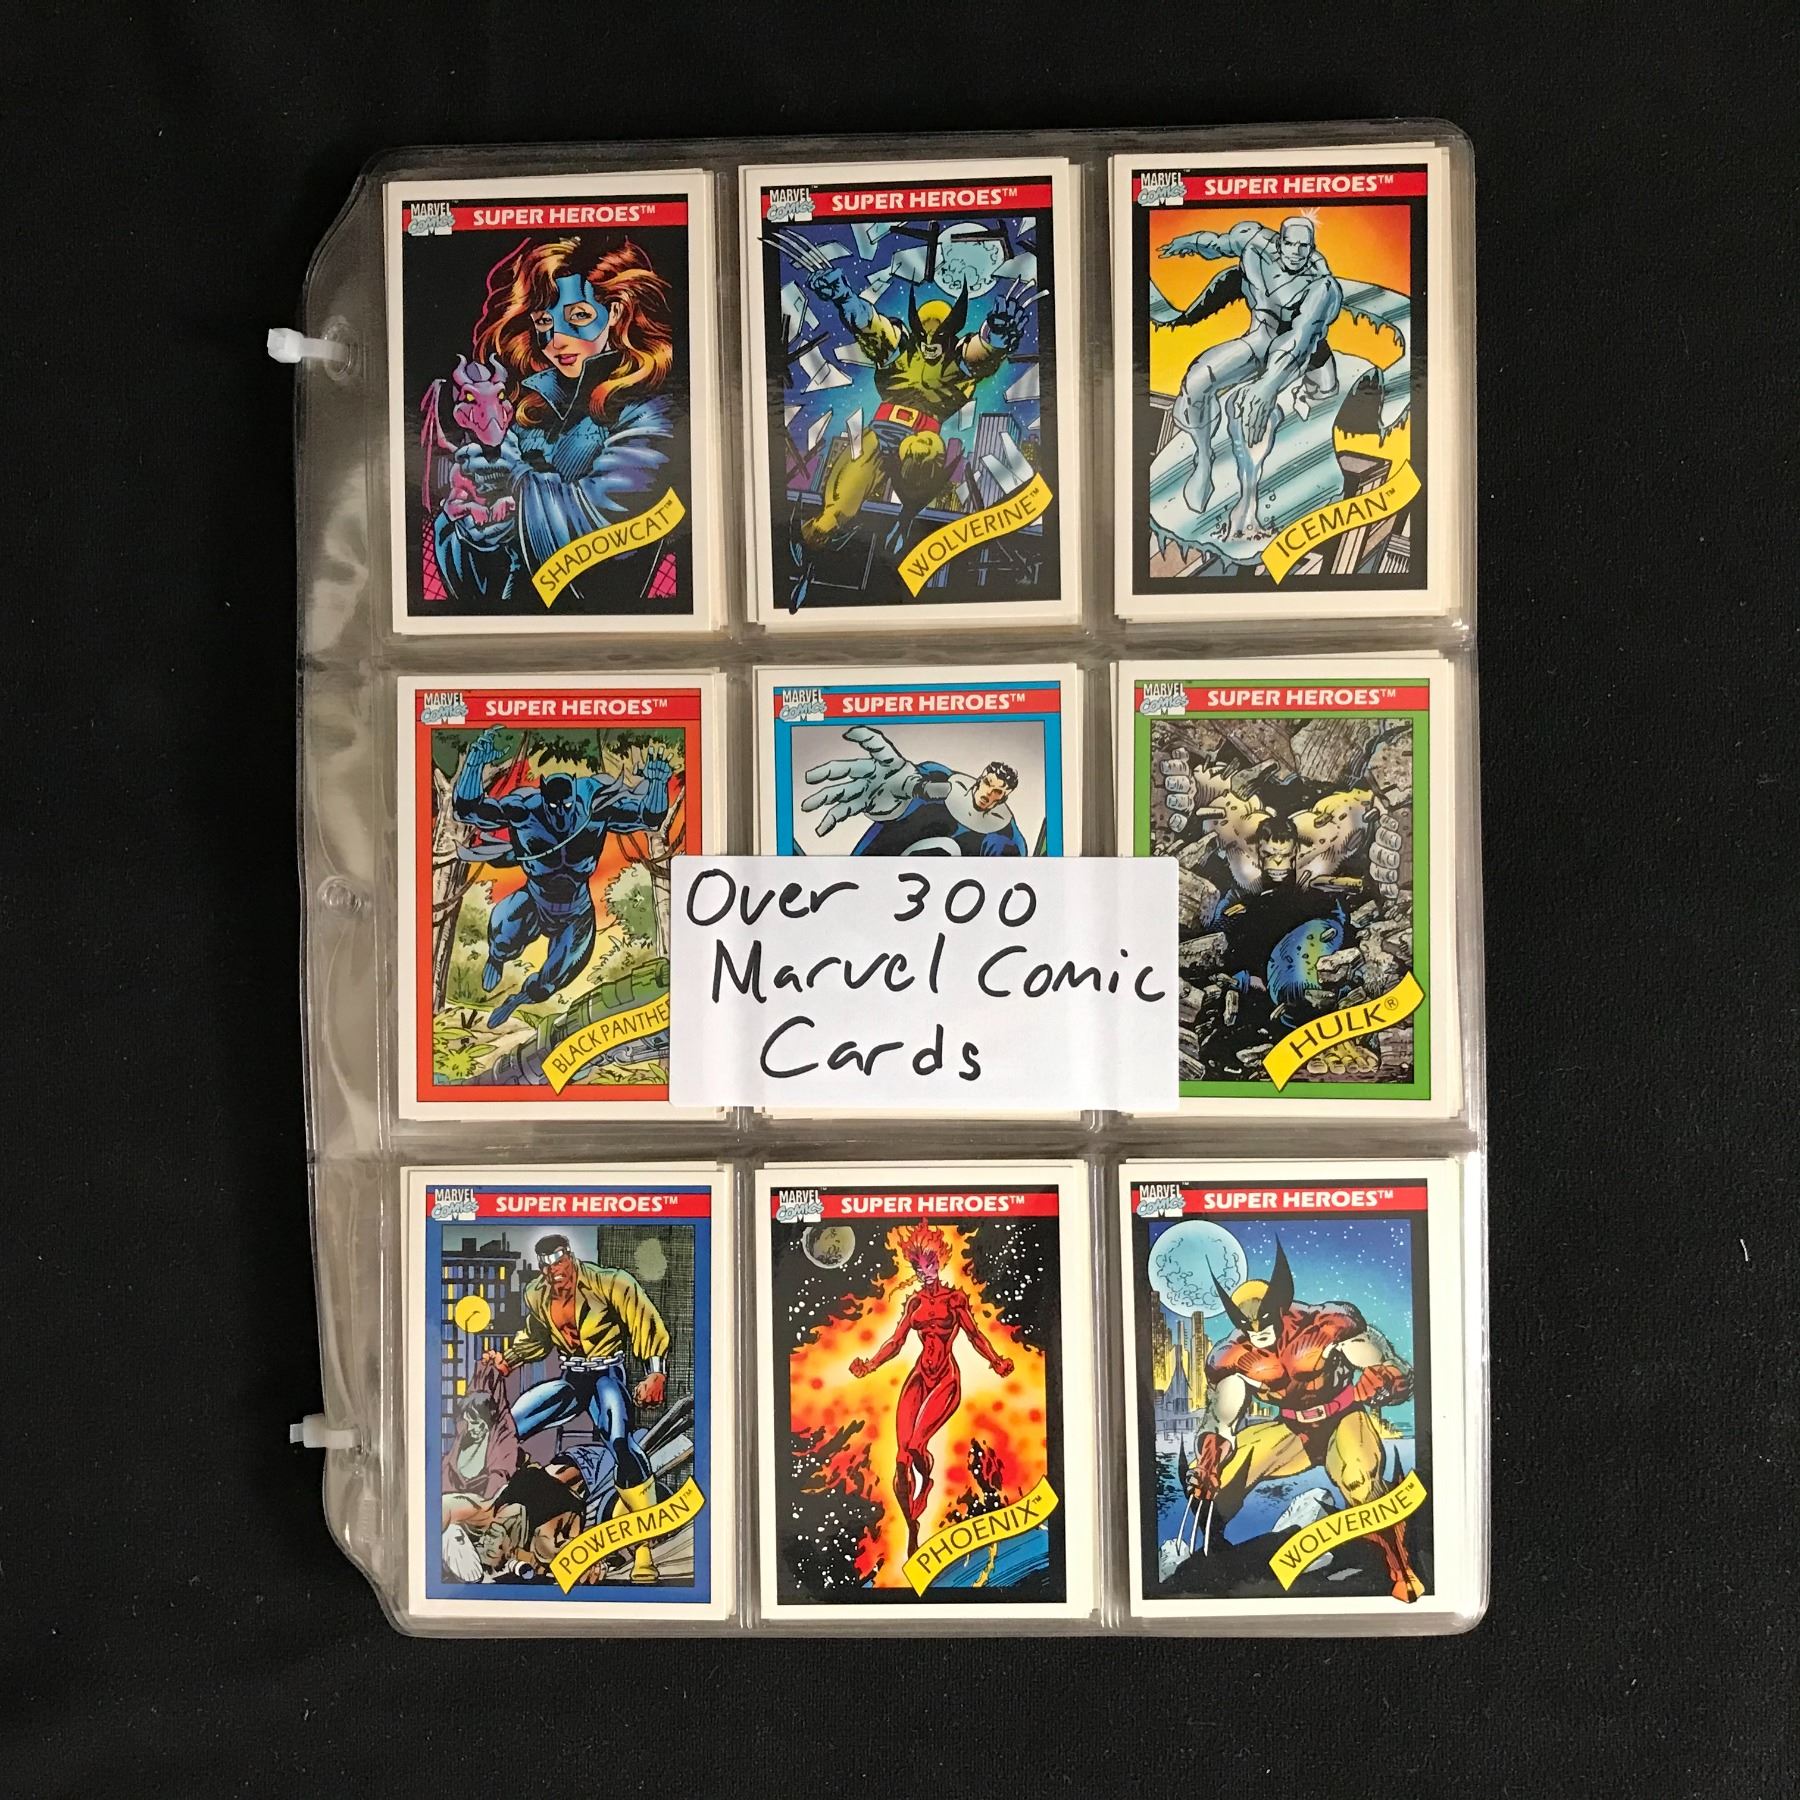 MARVEL COMICS SUPER HEROES™
SHADOWCAT™
MARVEL™ COMICS SUPER HEROES™
WOLVERINE™
MARVEL COMICS SUPER HEROES™
ICEMAN™
MARVEL COMICS SUPER HEROES™
BLACK PANTHE
MARVEL COMICS SUPER HEROES™
MARVEL COMICS SUPER HEROES™
HULK®
Over 300
Marvel Comic
Cards
MARVEL COMICS SUPER HEROES™
POWER MAN™
MARVEL COMICS SUPER HEROES™
PHOENIX™
MARVEL COMICS SUPER HEROES™
WOLVERINE™